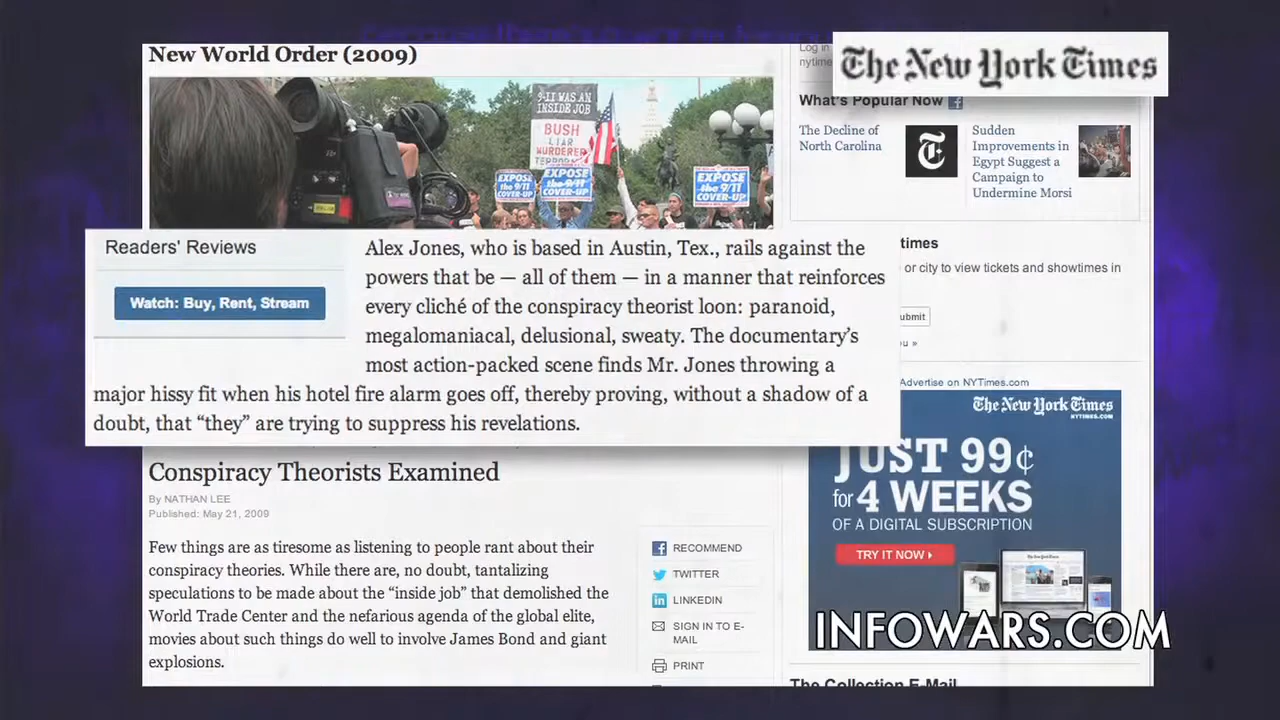 New World Order (2009)
9-11 WAS AN
INSIDE JOB
BUSH
LIAR
MURDERER
EXPOSE
the 9/11
COVER-UP
EXPOSE
the 9/11
COVER-UP
EXPOSE
the 9/11
COVER-UP
Log in
nytime
The New York Times
What's Popular Now
The Decline of
North Carolina
Sudden
Improvements in
Egypt Suggest a
Campaign to
Undermine Morsi
Readers' Reviews
Watch: Buy, Rent, Stream
Alex Jones, who is based in Austin, Tex., rails against the
powers that be — all of them — in a manner that reinforces
every cliché of the conspiracy theorist loon: paranoid,
megalomaniacal, delusional, sweaty. The documentary's
most action-packed scene finds Mr. Jones throwing a
major hissy fit when his hotel fire alarm goes off, thereby proving, without a shadow of a
doubt, that “they” are trying to suppress his revelations.
times
or city to view tickets and showtimes in
ubmit
u »
Advertise on NYTimes.com
The New York Times
NYTIMES.COM
JUST 99¢
for 4 WEEKS
OF A DIGITAL SUBSCRIPTION
TRY IT NOW
Conspiracy Theorists Examined
By NATHAN LEE
Published: May 21, 2009
Few things are as tiresome as listening to people rant about their
conspiracy theories. While there are, no doubt, tantalizing
speculations to be made about the “inside job” that demolished the
World Trade Center and the nefarious agenda of the global elite,
movies about such things do well to involve James Bond and giant
explosions.
RECOMMEND
TWITTER
LINKEDIN
SIGN IN TO E-
MAIL
PRINT
INFOWARS.COM
The Collection E-Mail